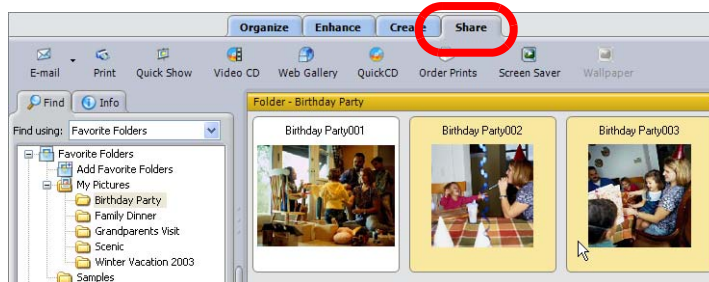 Organize Enhance Create Share
E-mail Print Quick Show Video CD Web Gallery QuickCD Order Prints Screen Saver Wallpaper
Find Info
Folder - Birthday Party
Find using: Favorite Folders
Birthday Party001 Birthday Party002 Birthday Party003
Favorite Folders
Add Favorite Folders
My Pictures
Birthday Party
Family Dinner
Grandparents Visit
Scenic
Winter Vacation 2003
Samples